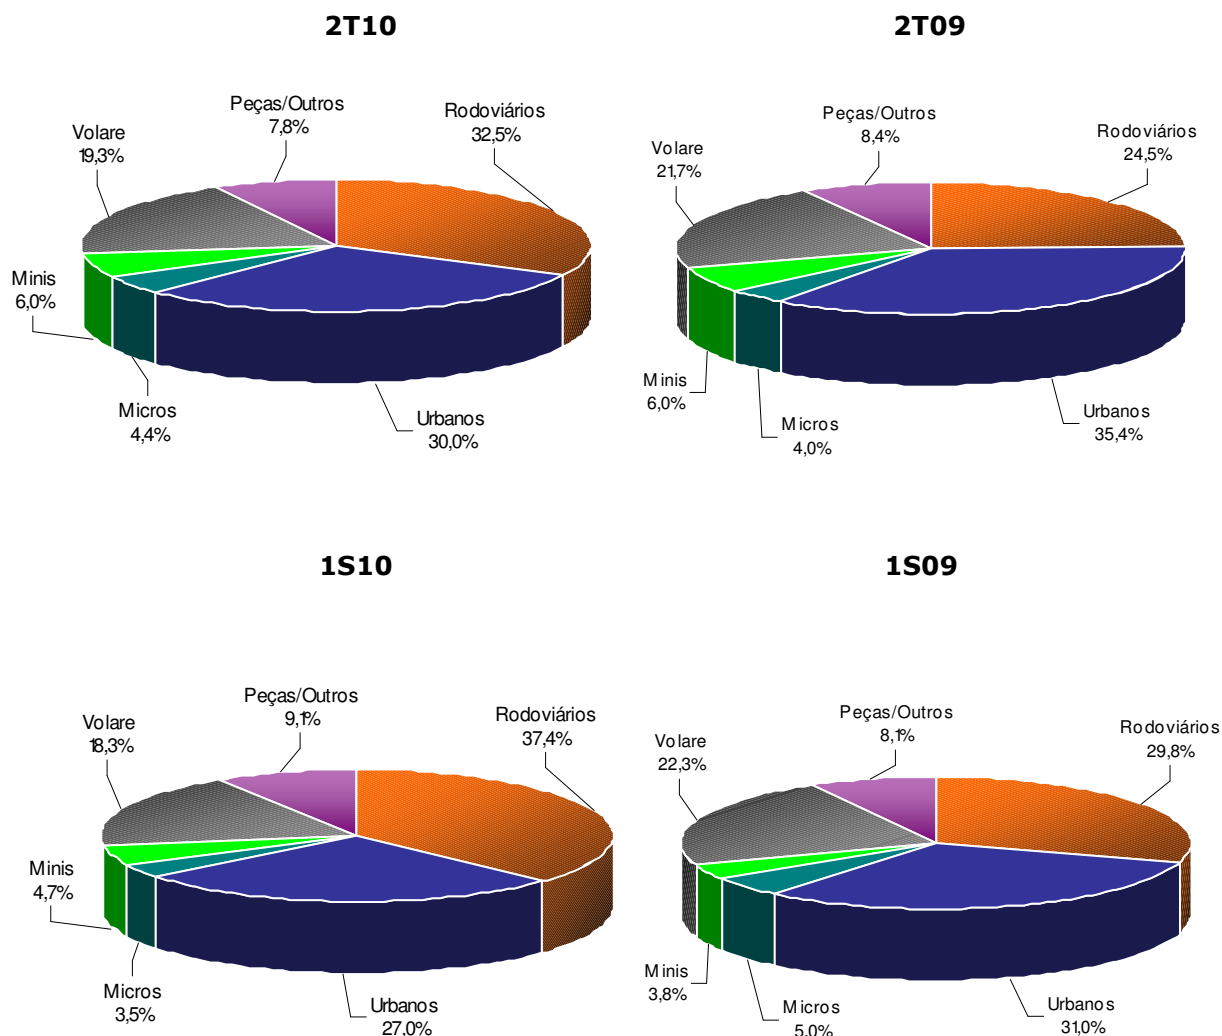 2T10
Peças/Outros
7,8%
Rodoviários
32,5%
Volare
19,3%
Minis
6,0%
Micros
4,4%
Urbanos
30,0%
2T09
Peças/Outros
8,4%
Rodoviários
24,5%
Volare
21,7%
Minis
6,0%
Micros
4,0%
Urbanos
35,4%
1S10
Peças/Outros
9,1%
Rodoviários
37,4%
Volare
18,3%
Minis
4,7%
Micros
3,5%
Urbanos
27,0%
1S09
Peças/Outros
8,1%
Rodoviários
29,8%
Volare
22,3%
Minis
3,8%
Micros
5,0%
Urbanos
31,0%